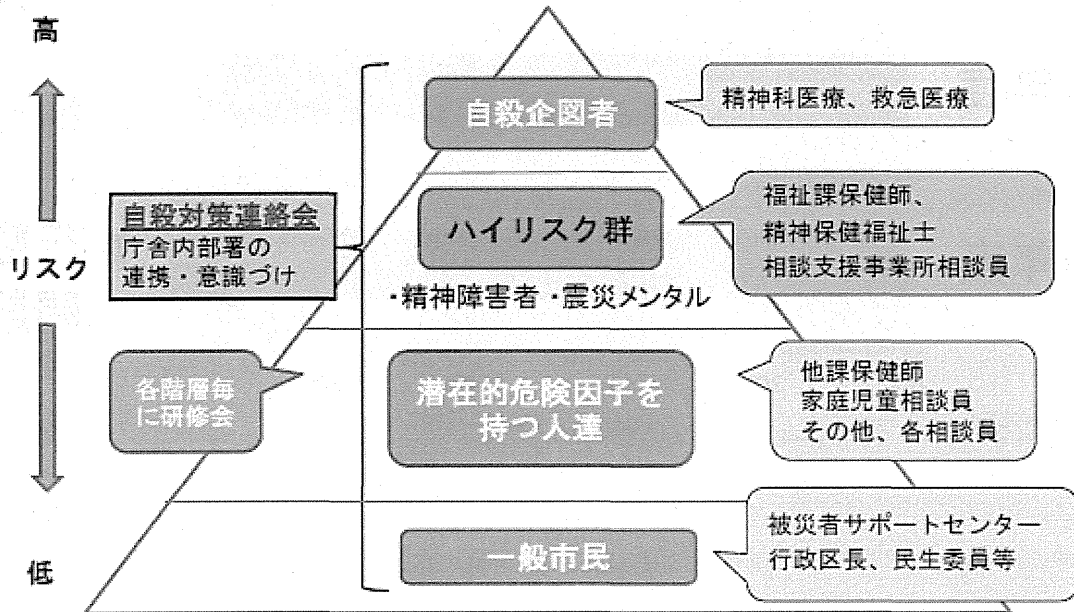 高
リスク
低
自殺対策連絡会
庁舎内部署の
連携・意識づけ
各階層毎
に研修会
自殺企図者
ハイリスク群
・精神障害者・震災メンタル
潜在的危険因子を
持つ人達
一般市民
精神科医療、救急医療
福祉課保健師、
精神保健福祉士
相談支援事業所相談員
他課保健師
家庭児童相談員
その他、各相談員
被災者サポートセンター
行政区長、民生委員等